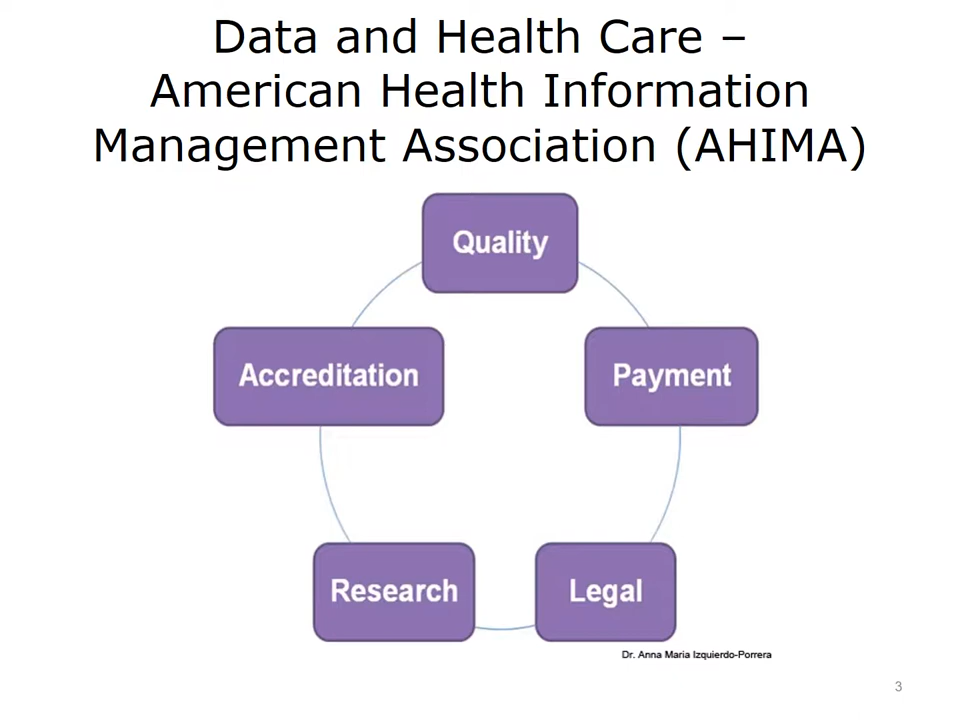 Data and Health Care –
American Health Information
Management Association (AHIMA)
Quality
Accreditation
Payment
Research
Legal
Dr. Anna Maria Izquierdo-Porrera
3